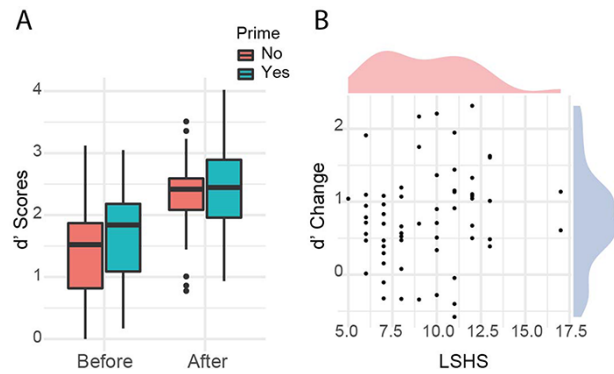 A
Prime
No
Yes
d' Scores
4
3
2
1
0
Before After
B
d' Change
2
1
0
5.0 7.5 10.0 12.5 15.0 17.5
LSHS